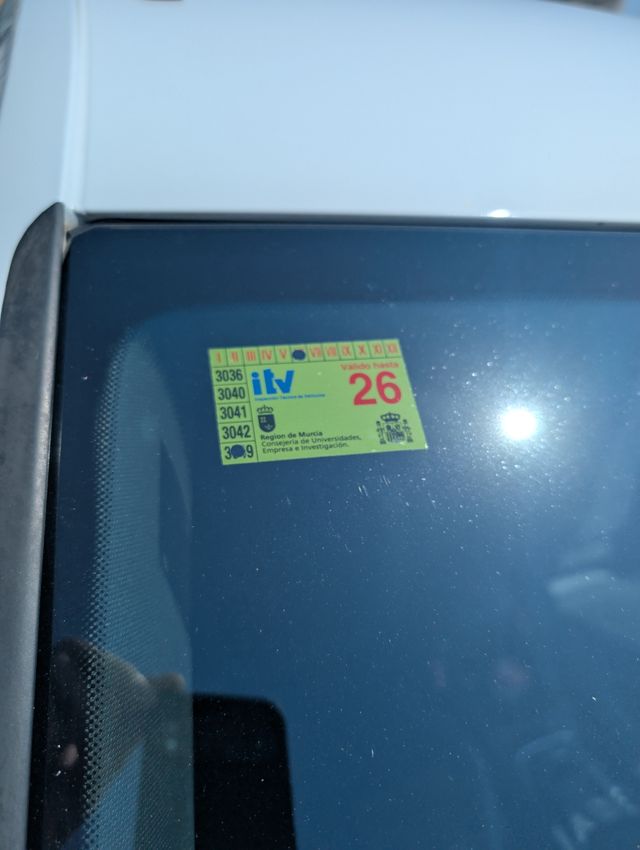 I II III IV V VII VIII IX X XI XII
3036
3040
3041
3042
itv
Inspección Técnica de Vehículos
Válido hasta
26
Region de Murcia
Consejería de Universidades,
Empresa e Investigación.